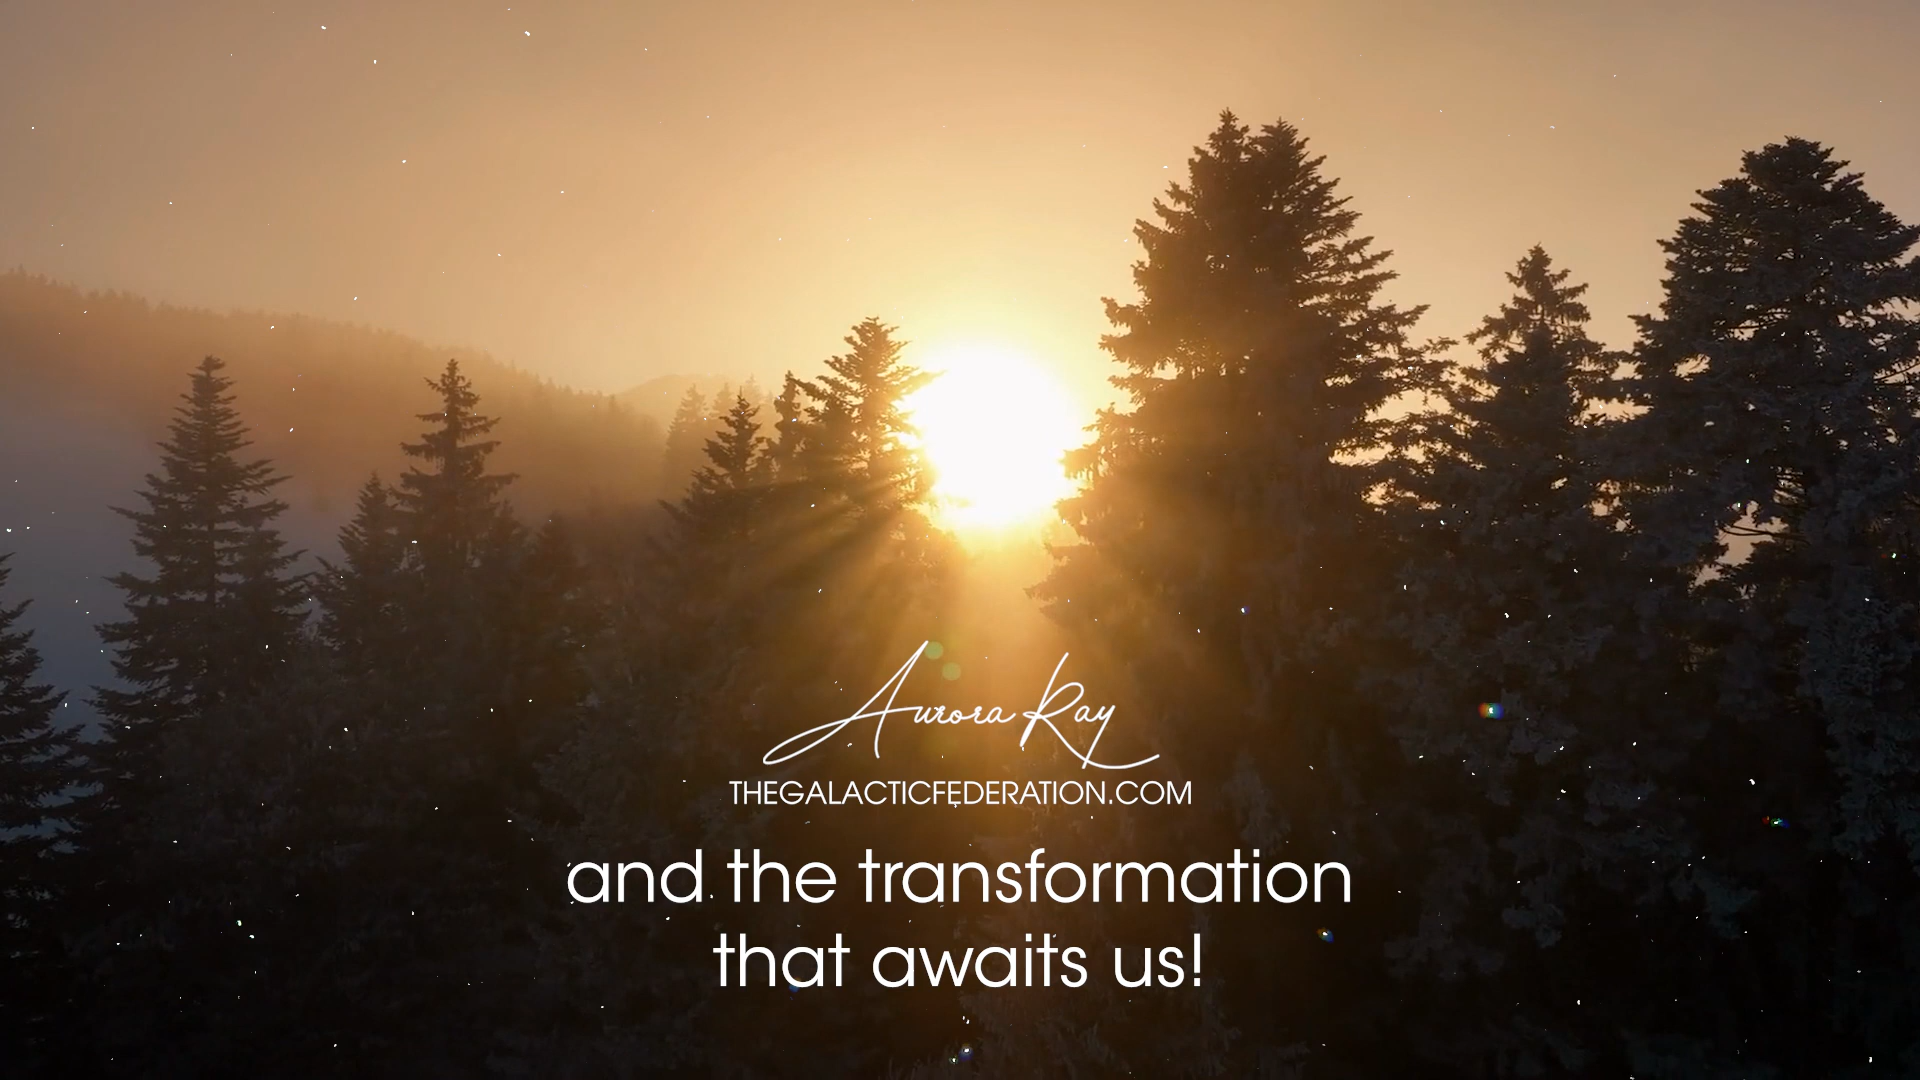 Aurora Ray
THEGALACTICFEDERATION.COM
and the transformation
that awaits us!